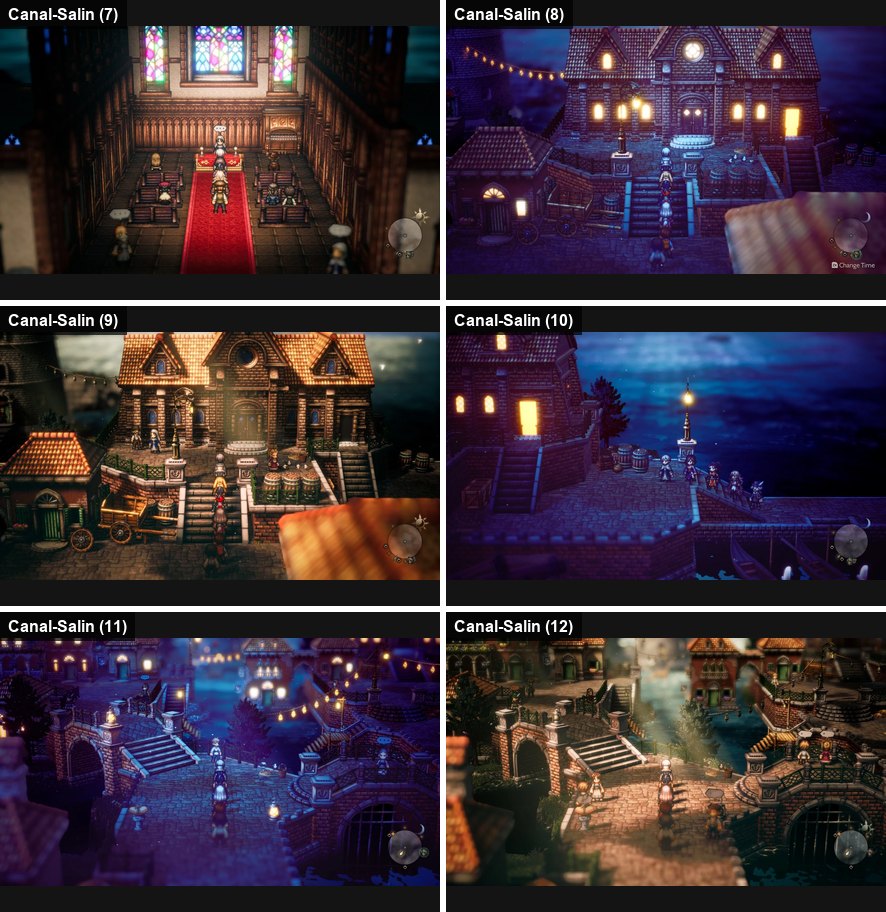 Canal-Salin (7)
Canal-Salin (8)
Change Time
Canal-Salin (9)
Canal-Salin (10)
Canal-Salin (11)
Canal-Salin (12)